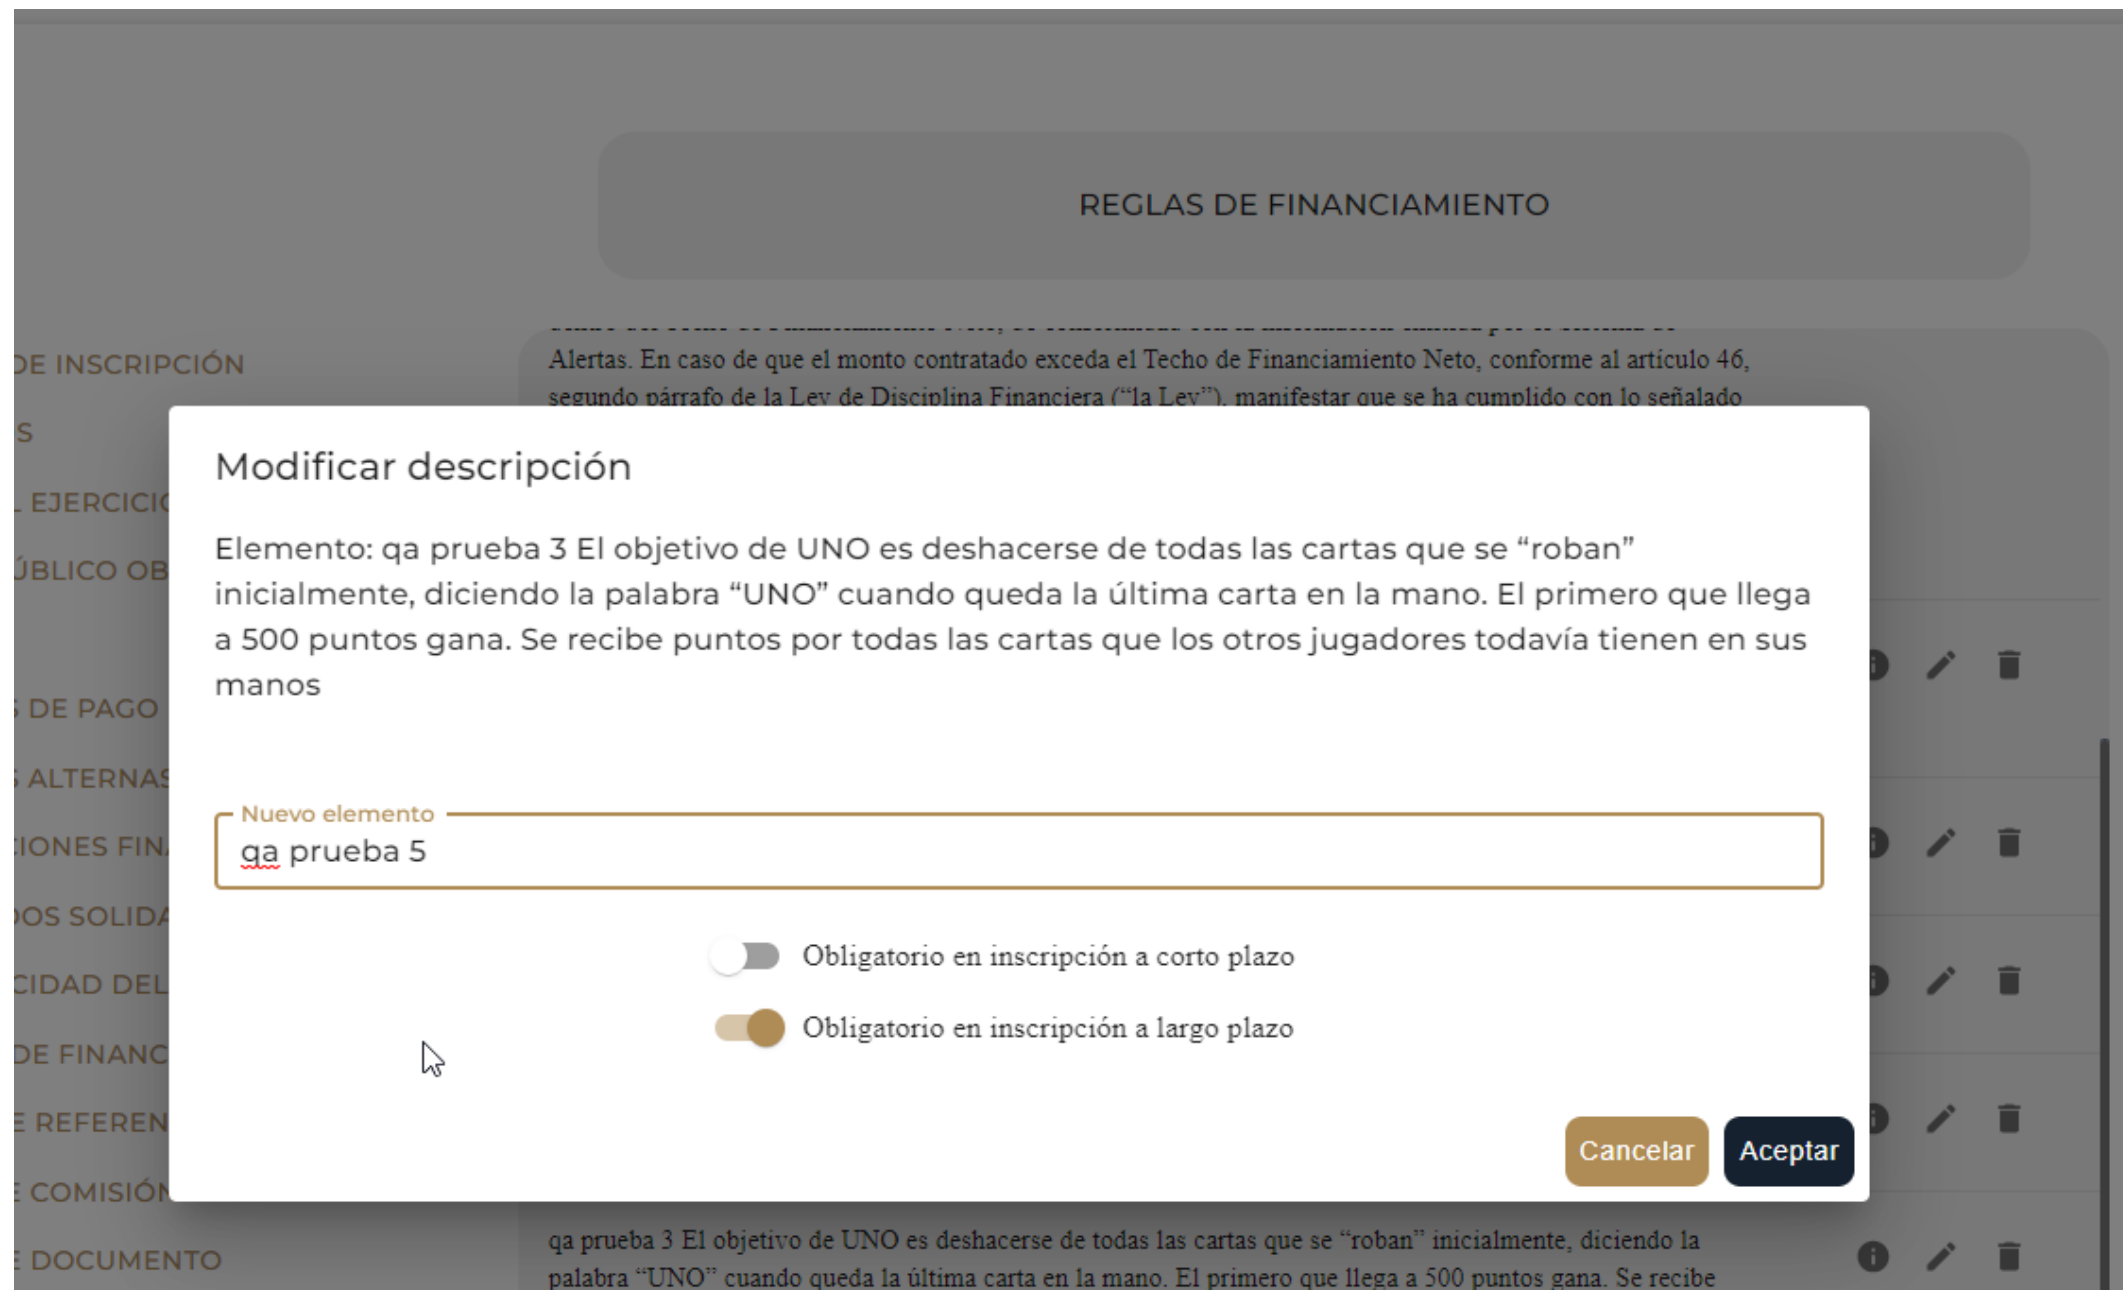 REGLAS DE FINANCIAMIENTO
DE INSCRIPCIÓN
S
L EJERCICIO
ÚBLICO OB
S DE PAGO
S ALTERNAS
CIONES FIN
DOS SOLIDA
CIDAD DEL
DE FINANC
E REFEREN
E COMISIÓN
E DOCUMENTO
Alertas. En caso de que el monto contratado exceda el Techo de Financiamiento Neto, conforme al artículo 46,
segundo párrafo de la Ley de Disciplina Financiera (“la Ley”), manifestar que se ha cumplido con lo señalado
Modificar descripción
Elemento: qa prueba 3 El objetivo de UNO es deshacerse de todas las cartas que se “roban”
inicialmente, diciendo la palabra “UNO” cuando queda la última carta en la mano. El primero que llega
a 500 puntos gana. Se recibe puntos por todas las cartas que los otros jugadores todavía tienen en sus
manos
Nuevo elemento
qa prueba 5
Obligatorio en inscripción a corto plazo
Obligatorio en inscripción a largo plazo
Cancelar
Aceptar
qa prueba 3 El objetivo de UNO es deshacerse de todas las cartas que se “roban” inicialmente, diciendo la
palabra “UNO” cuando queda la última carta en la mano. El primero que llega a 500 puntos gana. Se recibe